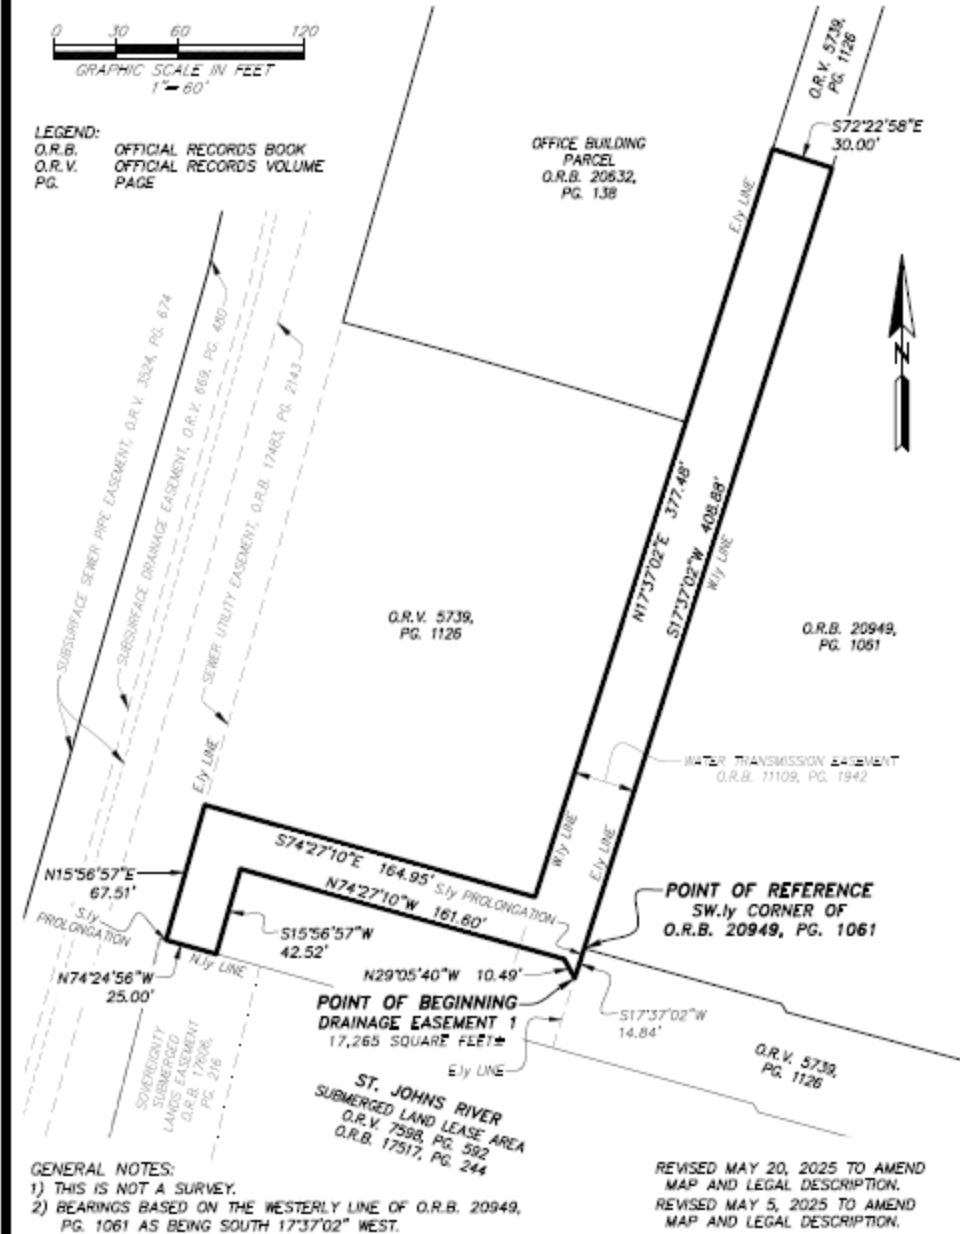 0 30 60 120
GRAPHIC SCALE IN FEET
1"= 60'
LEGEND:
O.R.B. OFFICIAL RECORDS BOOK
O.R.V. OFFICIAL RECORDS VOLUME
PG. PAGE
O.R.V. 5739,
PG. 1126
S72°22'58"E
30.00'
OFFICE BUILDING
PARCEL
O.R.B. 20632,
PG. 138
E.ly LINE
N
SUBSURFACE SEWER PIPE EASEMENT, O.R.V. 3524, PG. 674
SUBSURFACE DRAINAGE EASEMENT, O.R.V. 669, PG. 480
SEWER UTILITY EASEMENT, O.R.B. 17483, PG. 2143
N17°37'02"E 377.48'
S17°37'02"W 408.88'
W.ly LINE
O.R.V. 5739,
PG. 1126
O.R.B. 20949,
PG. 1061
WATER TRANSMISSION EASEMENT
O.R.B. 11109, PG. 1942
E.ly LINE
W.ly LINE
E.ly LINE
S74°27'10"E 164.95'
S.ly PROLONGATION
N74°27'10"W 161.60'
N15°56'57"E
67.51'
S.ly
PROLONGATION
S15°56'57"W
42.52'
N.ly LINE
N74°24'56"W
25.00'
POINT OF REFERENCE
SW.ly CORNER OF
O.R.B. 20949, PG. 1061
N29°05'40"W 10.49'
POINT OF BEGINNING
DRAINAGE EASEMENT 1
17,265 SQUARE FEET±
S17°37'02"W
14.84'
E.ly LINE
O.R.V. 5739,
PG. 1126
SOVEREIGNTY
SUBMERGED
LANDS EASEMENT
O.R.B. 17606,
PG. 216
ST. JOHNS RIVER
SUBMERGED LAND LEASE AREA
O.R.V. 7598, PG. 592
O.R.B. 17517, PG. 244
GENERAL NOTES:
1) THIS IS NOT A SURVEY.
2) BEARINGS BASED ON THE WESTERLY LINE OF O.R.B. 20949,
PG. 1061 AS BEING SOUTH 17°37'02" WEST.
REVISED MAY 20, 2025 TO AMEND
MAP AND LEGAL DESCRIPTION.
REVISED MAY 5, 2025 TO AMEND
MAP AND LEGAL DESCRIPTION.